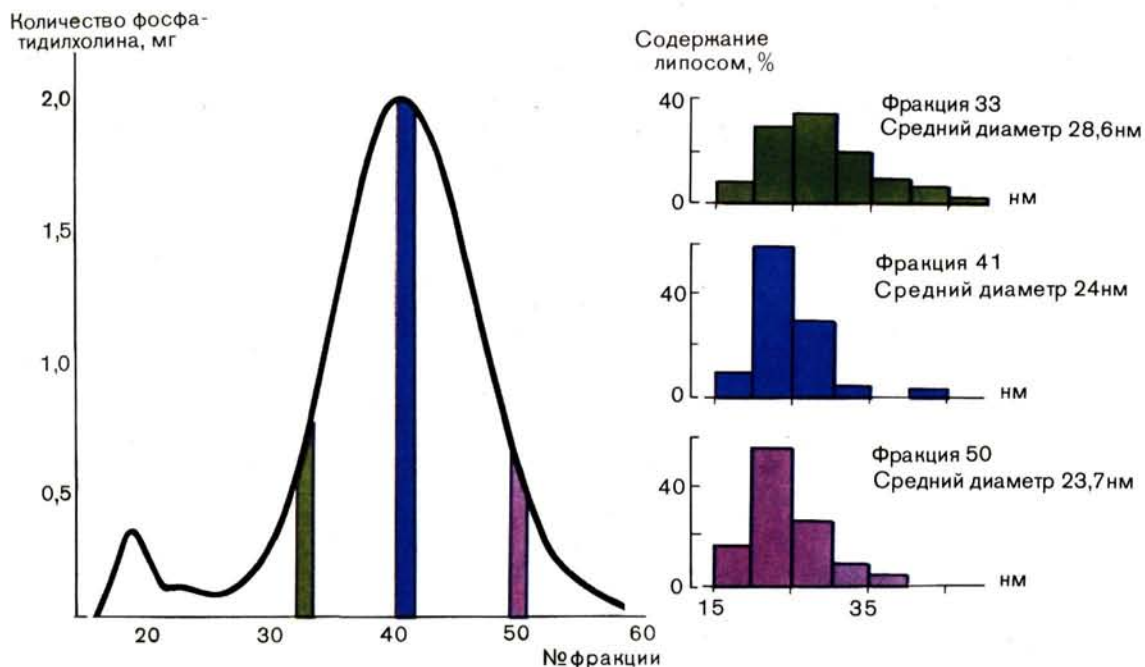 Количество фосфа-
тидилхолина, мг
2,0
1,5
1,0
0,5
20
30
40
50
60
№ фракции
Содержание
липосом, %
40
0
нм
Фракция 33
Средний диаметр 28,6нм
40
0
нм
Фракция 41
Средний диаметр 24нм
40
0
15
35
нм
Фракция 50
Средний диаметр 23,7нм